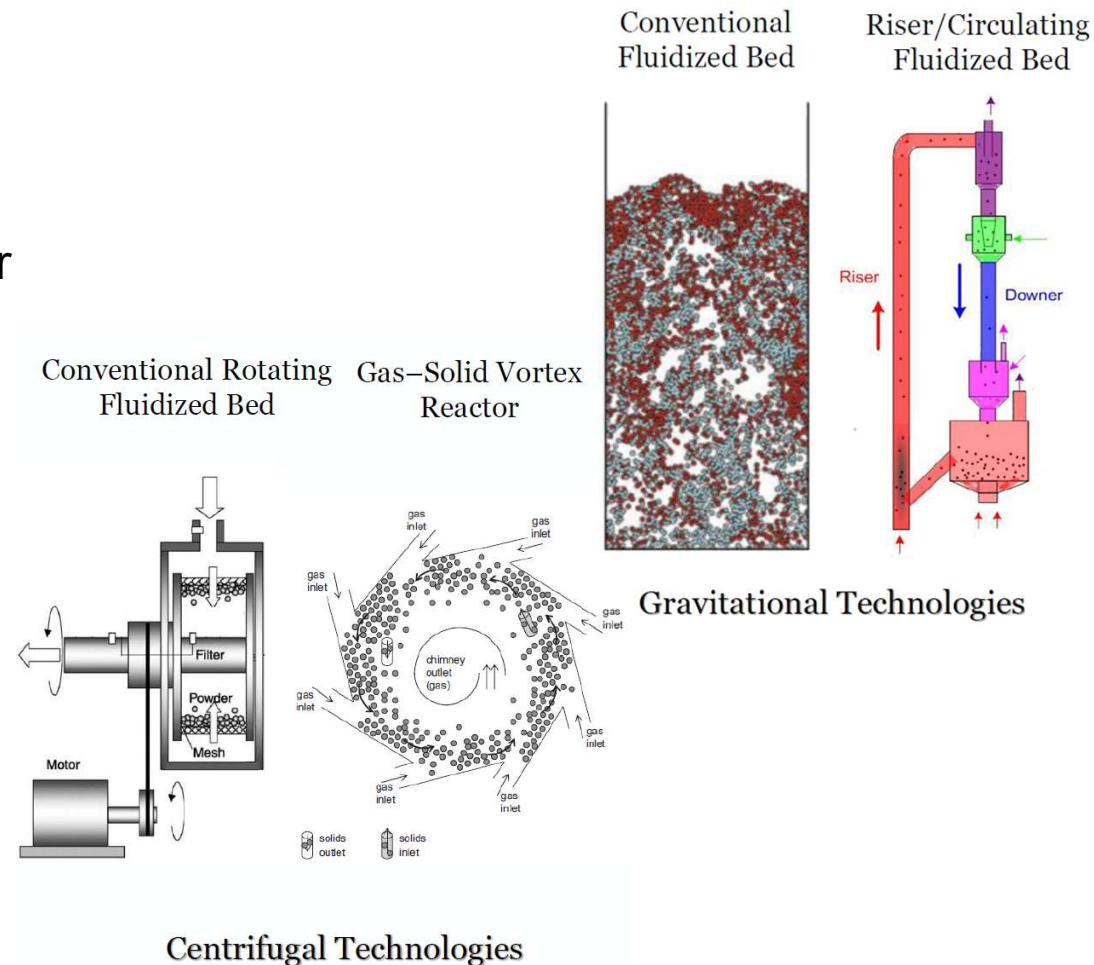 Conventional
Fluidized Bed
Riser/Circulating
Fluidized Bed
r
Riser
Downer
Gravitational Technologies
Conventional Rotating
Fluidized Bed
Gas–Solid Vortex
Reactor
Filter
Powder
Mesh
Motor
gas
inlet
gas
inlet
gas
inlet
gas
inlet
gas
inlet
gas
inlet
gas
inlet
gas
inlet
chimney
outlet
(gas)
solids
outlet
solids
inlet
Centrifugal Technologies